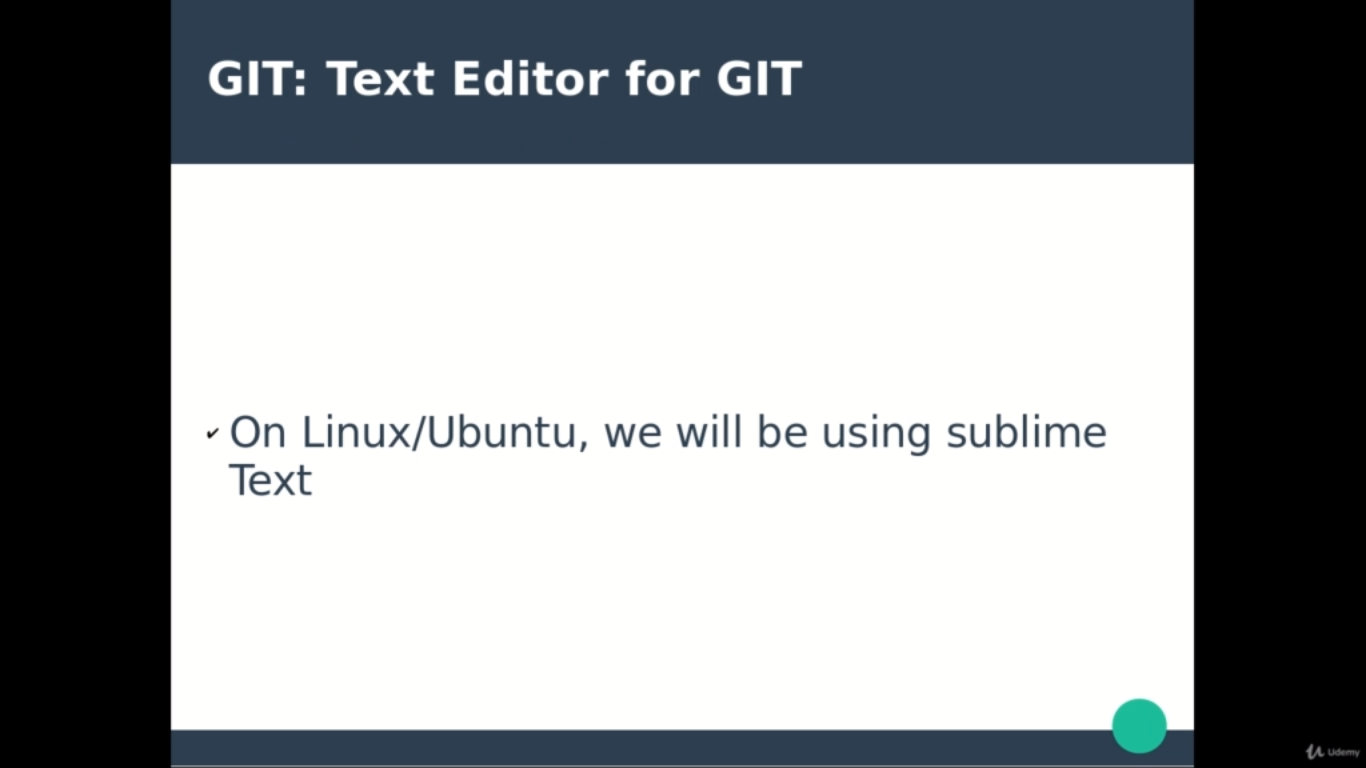 GIT: Text Editor for GIT
✔ On Linux/Ubuntu, we will be using sublime
Text
Udemy